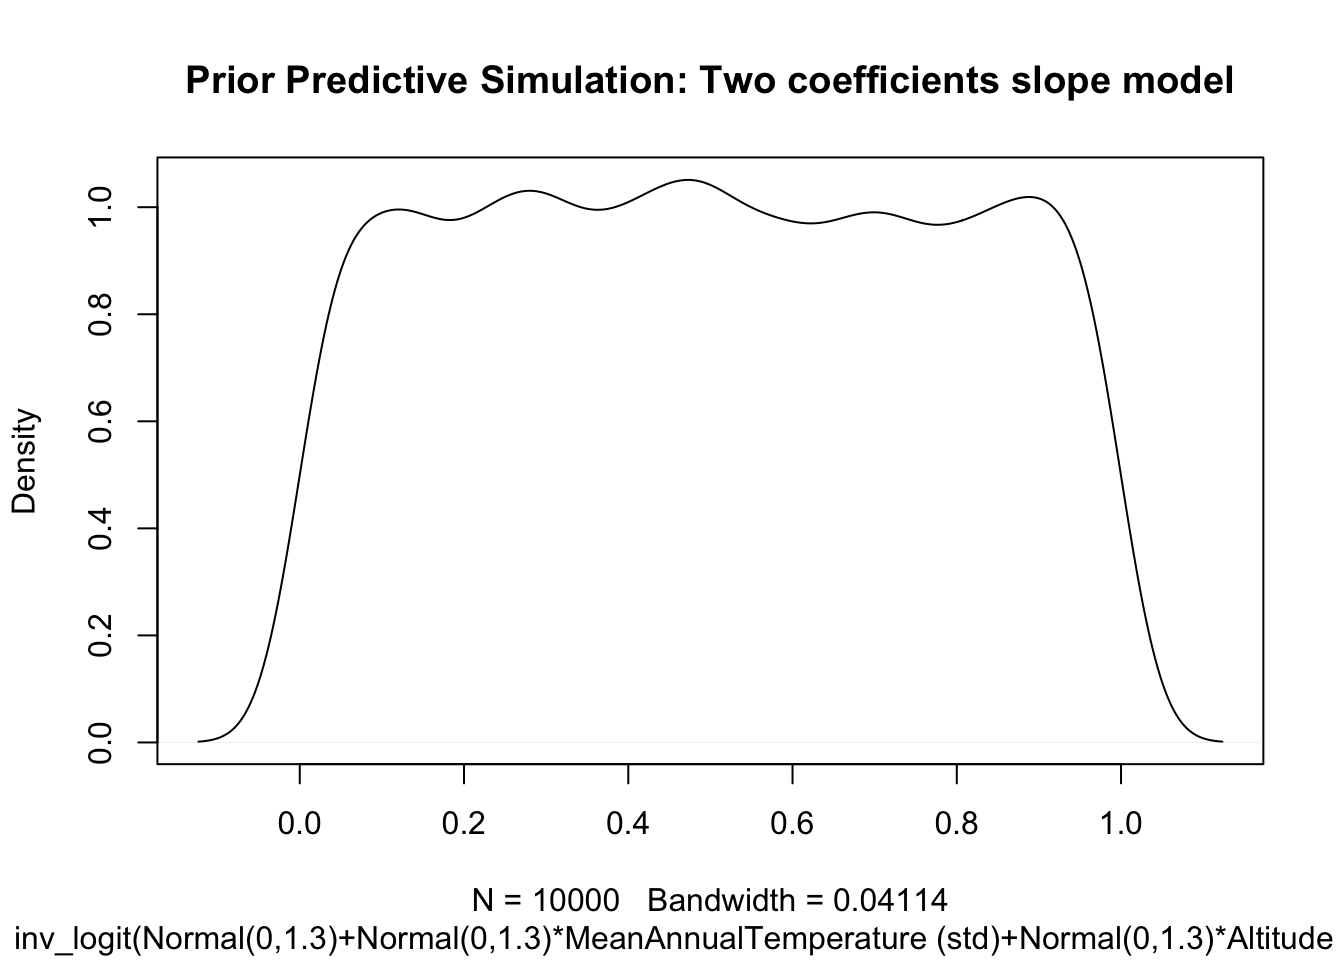 Prior Predictive Simulation: Two coefficients slope model
Density
1.0
0.8
0.6
0.4
0.2
0.0
0.0 0.2 0.4 0.6 0.8 1.0
N = 10000 Bandwidth = 0.04114
inv_logit(Normal(0,1.3)+Normal(0,1.3)*MeanAnnualTemperature (std)+Normal(0,1.3)*Altitude